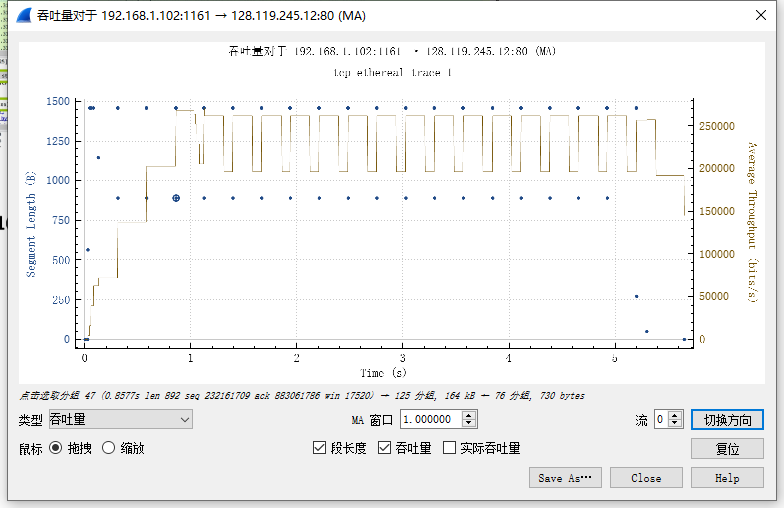 吞吐量对于 192.168.1.102:1161 → 128.119.245.12:80 (MA)
吞吐量对于 192.168.1.102:1161 → 128.119.245.12:80 (MA)
tcp ethereal trace 1
1500
1250
1000
750
500
250
0
Segment Length (B)
250000
200000
150000
100000
50000
0
Average Throughput (bits/s)
0 1 2 3 4 5
Time (s)
点击选取分组 47 (0.8577s len 892 seq 232161709 ack 883061786 win 17520) → 125 分组, 164 kB ← 76 分组, 730 bytes
类型 吞吐量 MA 窗口 1.000000 流 0 切换方向
鼠标 拖拽 缩放 段长度 吞吐量 实际吞吐量 复位
Save As… Close Help